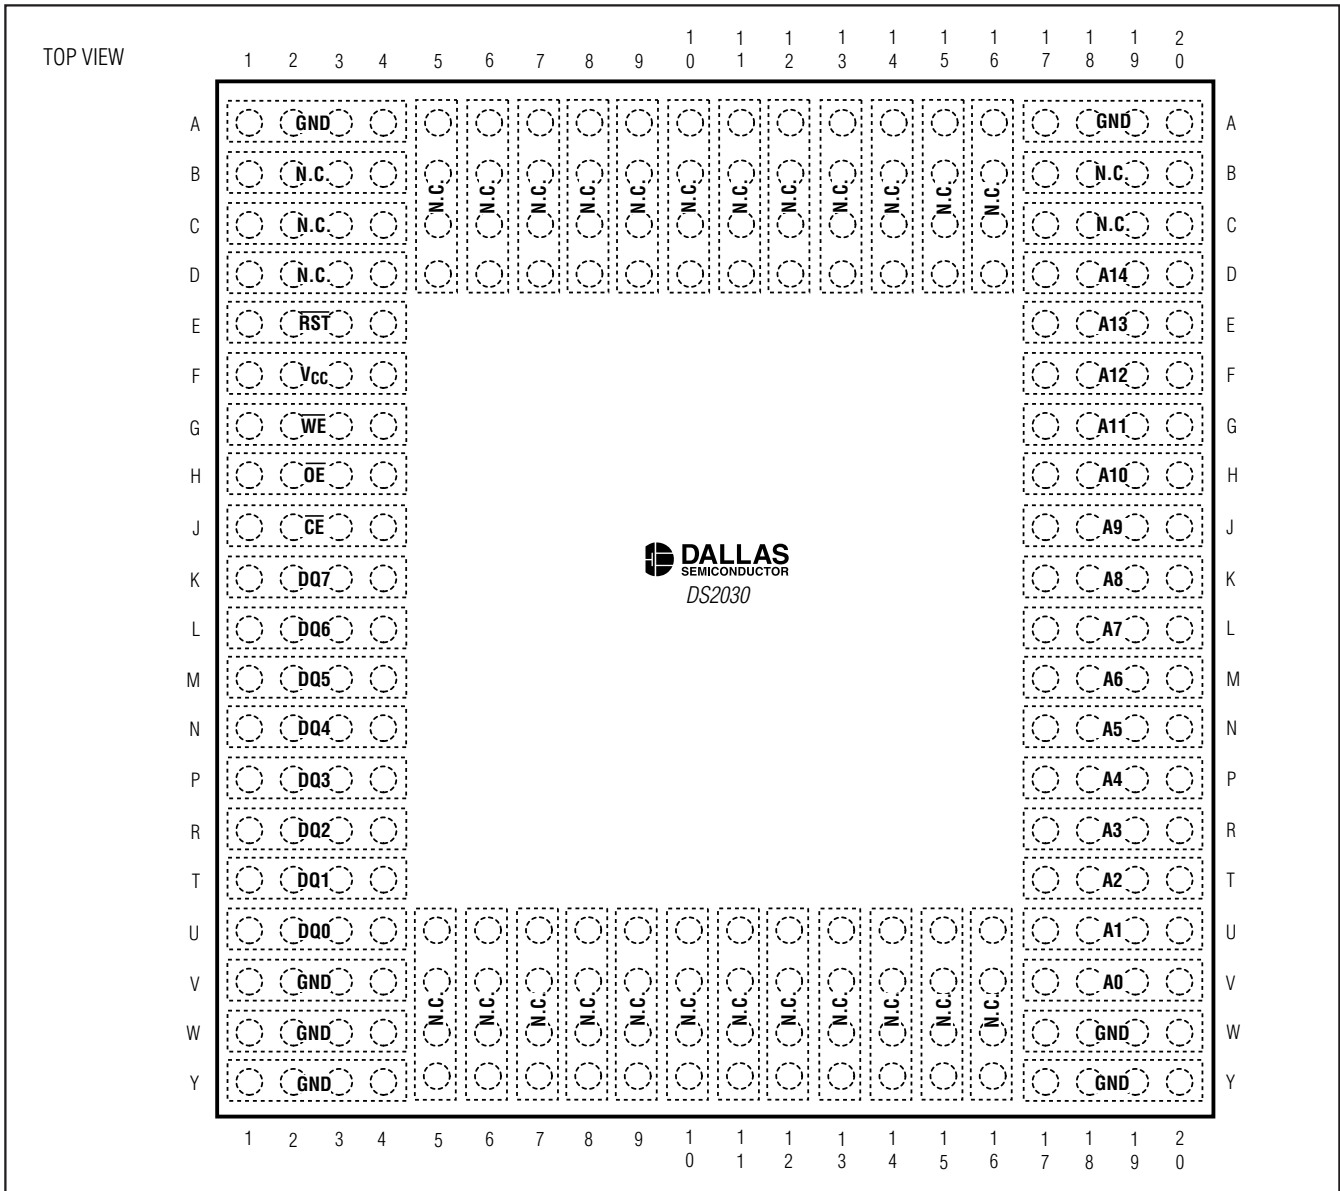 TOP VIEW
1 2 3 4 5 6 7 8 9 10 11 12 13 14 15 16 17 18 19 20
A GND GND A
B N.C. N.C. B
N.C. N.C. N.C. N.C. N.C. N.C. N.C. N.C. N.C. N.C. N.C. N.C.
C N.C. N.C. C
D N.C. A14 D
E R̅S̅T̅ A13 E
F VCC A12 F
G W̅E̅ A11 G
H O̅E̅ A10 H
J C̅E̅ A9 J
DALLAS
SEMICONDUCTOR
DS2030
K DQ7 A8 K
L DQ6 A7 L
M DQ5 A6 M
N DQ4 A5 N
P DQ3 A4 P
R DQ2 A3 R
T DQ1 A2 T
U DQ0 A1 U
V GND A0 V
N.C. N.C. N.C. N.C. N.C. N.C. N.C. N.C. N.C. N.C. N.C. N.C.
W GND GND W
Y GND GND Y
1 2 3 4 5 6 7 8 9 10 11 12 13 14 15 16 17 18 19 20